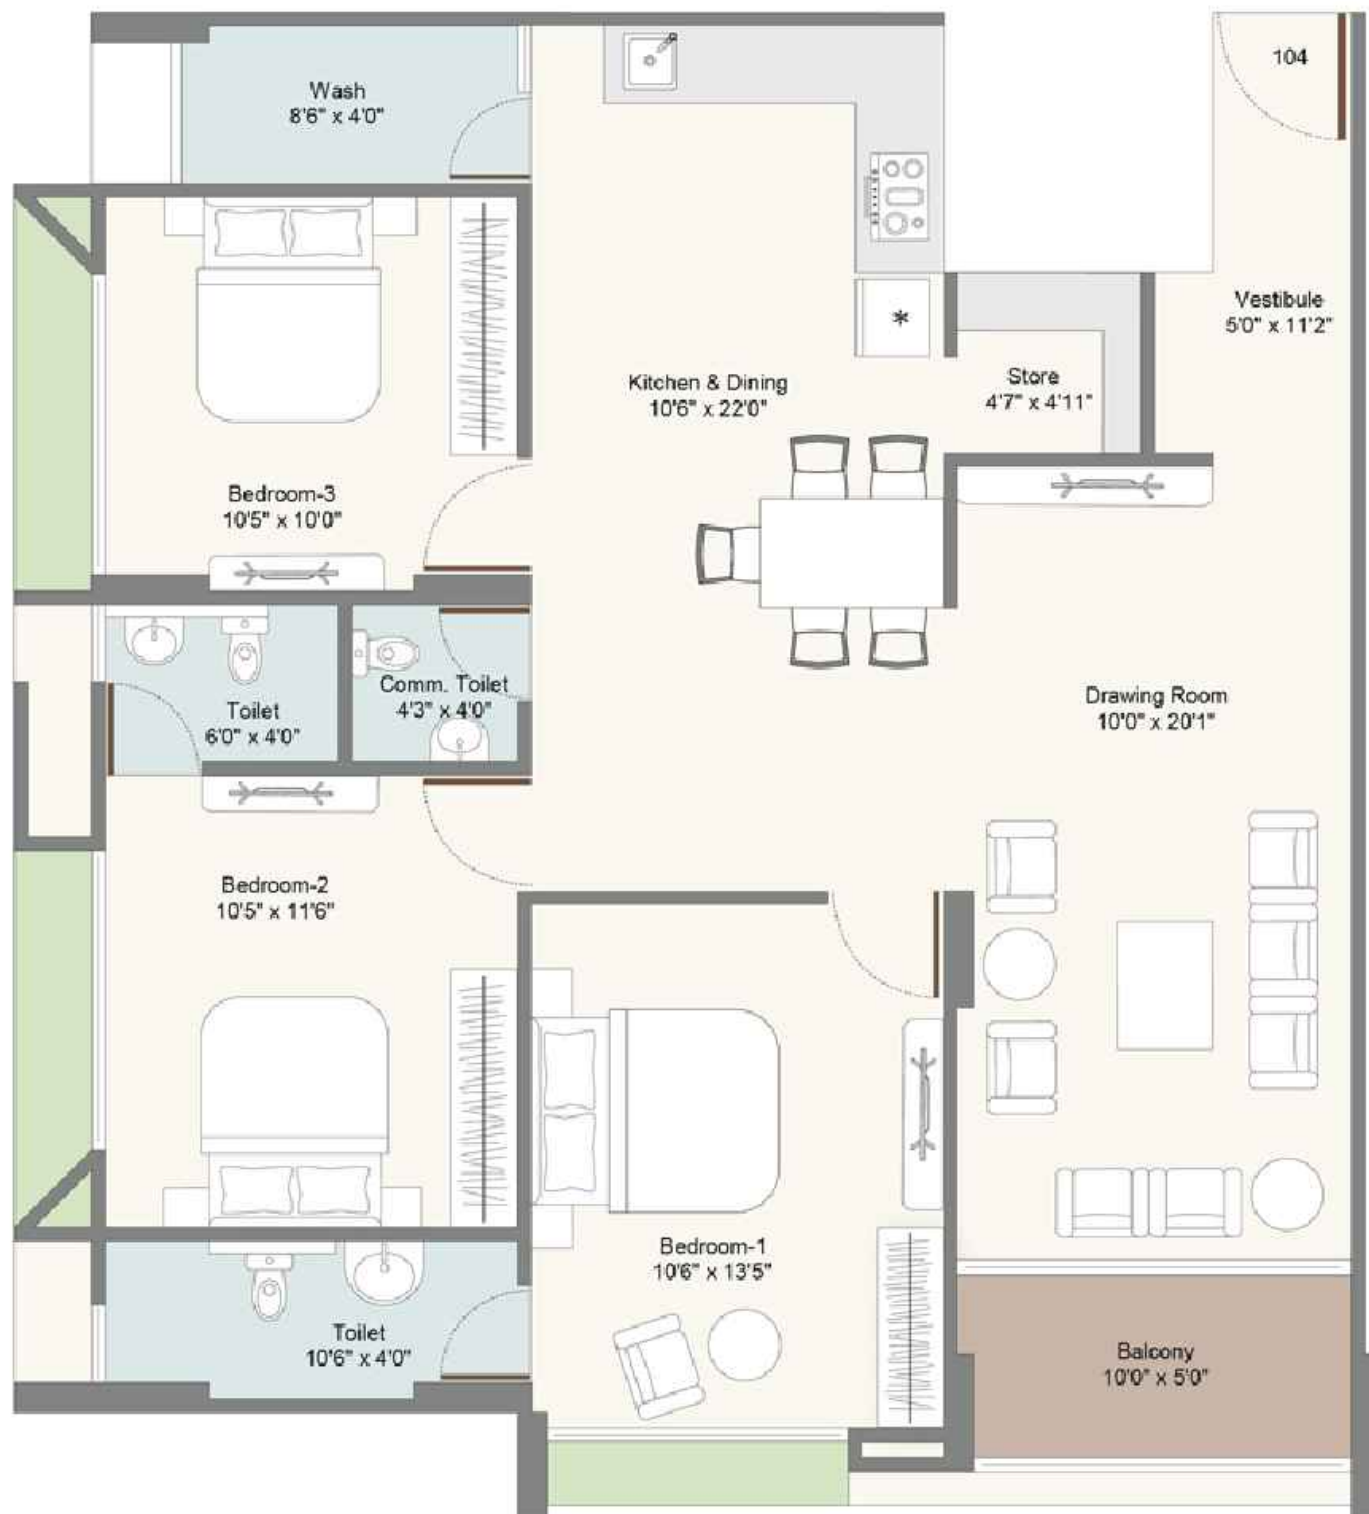 104
Wash
8'6" x 4'0"
Vestibule
5'0" x 11'2"
Kitchen & Dining
10'6" x 22'0"
Store
4'7" x 4'11"
Bedroom-3
10'5" x 10'0"
Comm. Toilet
4'3" x 4'0"
Toilet
6'0" x 4'0"
Drawing Room
10'0" x 20'1"
Bedroom-2
10'5" x 11'6"
Bedroom-1
10'6" x 13'5"
Toilet
10'6" x 4'0"
Balcony
10'0" x 5'0"